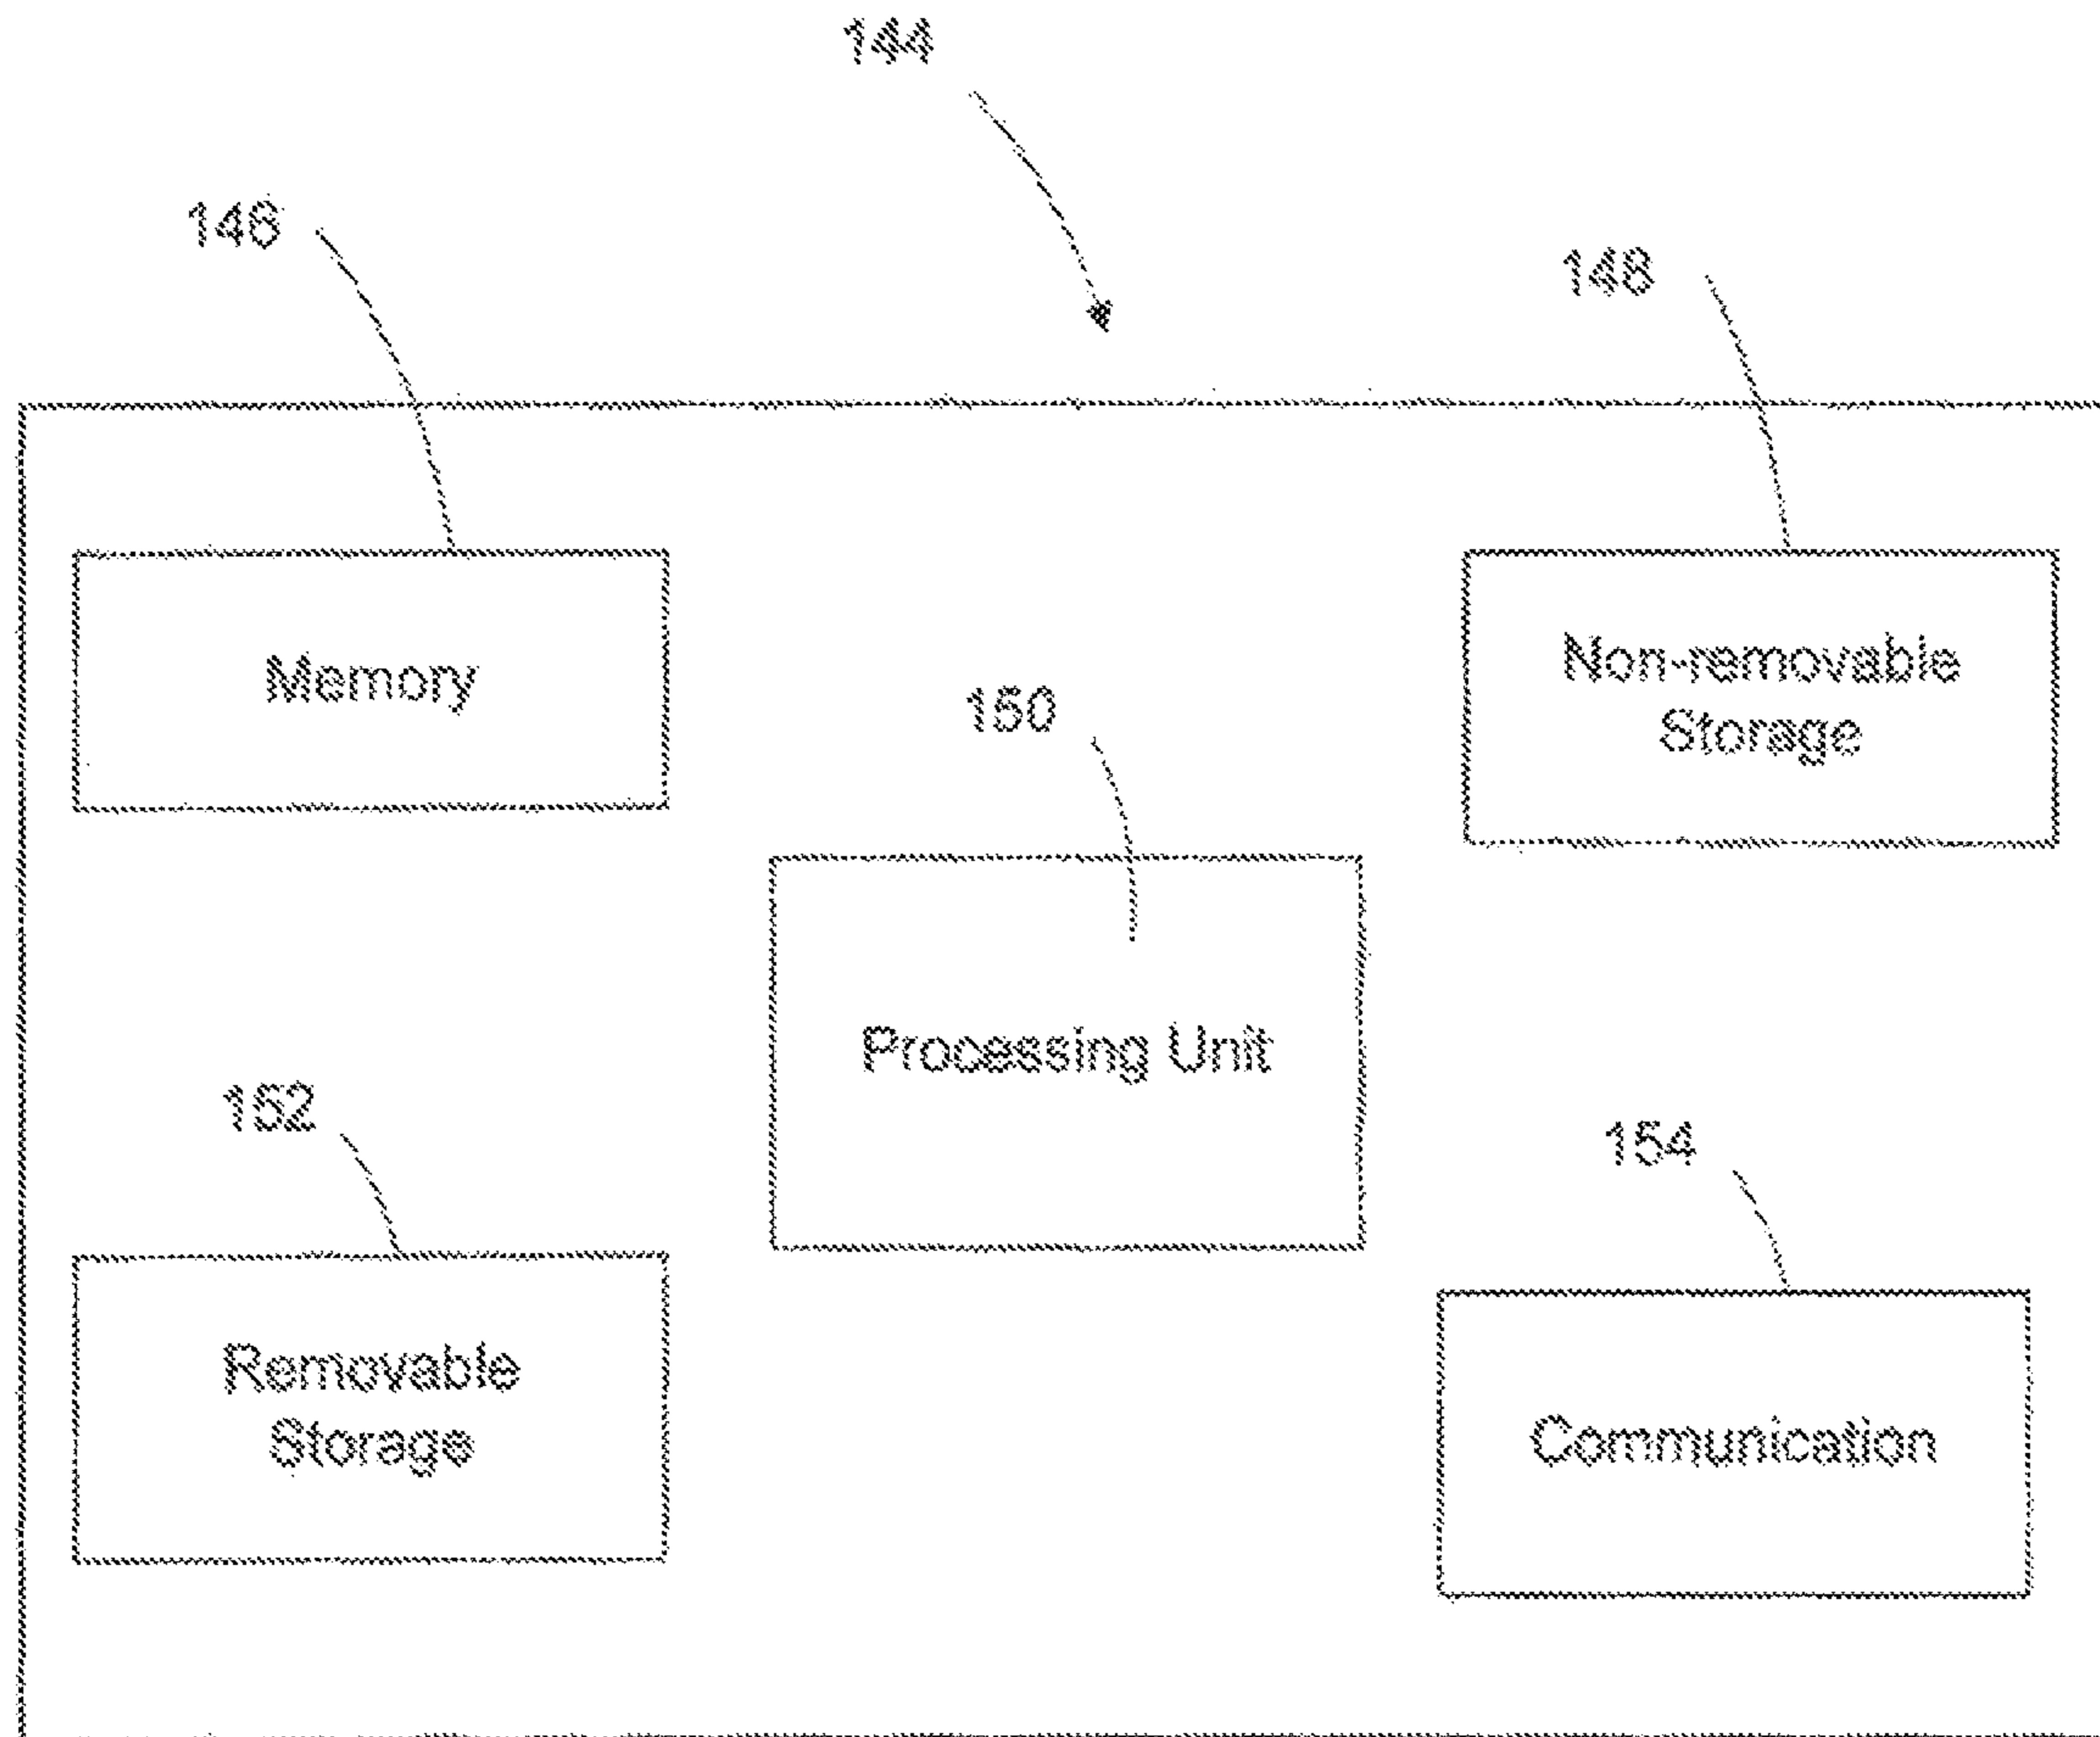 144
146
148
Memory
Non-removable
Storage
150
Processing Unit
152
154
Removable
Storage
Communication